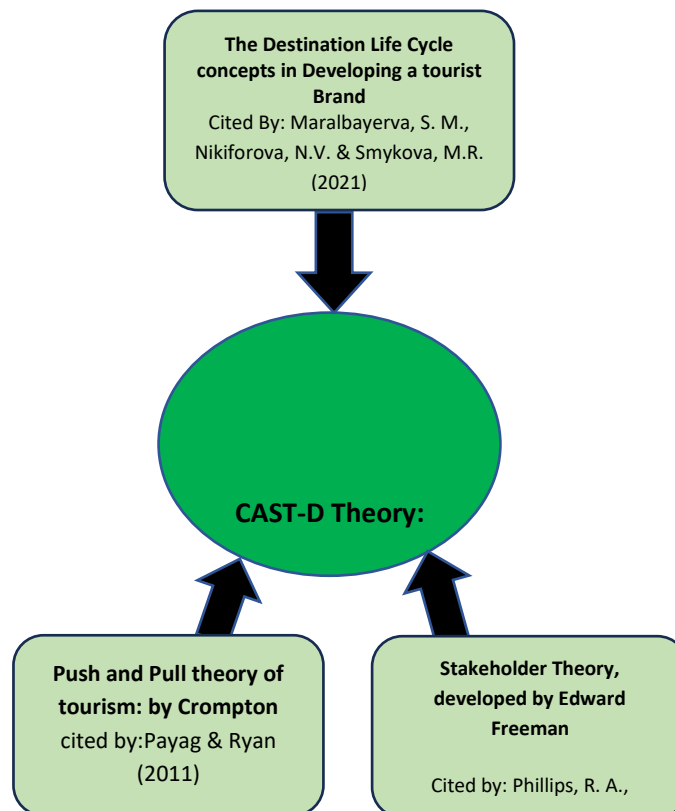 The Destination Life Cycle
concepts in Developing a tourist
Brand
Cited By: Maralbayerva, S. M.,
Nikiforova, N.V. & Smykova, M.R.
(2021)
CAST-D Theory:
Push and Pull theory of
tourism: by Crompton
cited by:Payag & Ryan
(2011)
Stakeholder Theory,
developed by Edward
Freeman
Cited by: Phillips, R. A.,